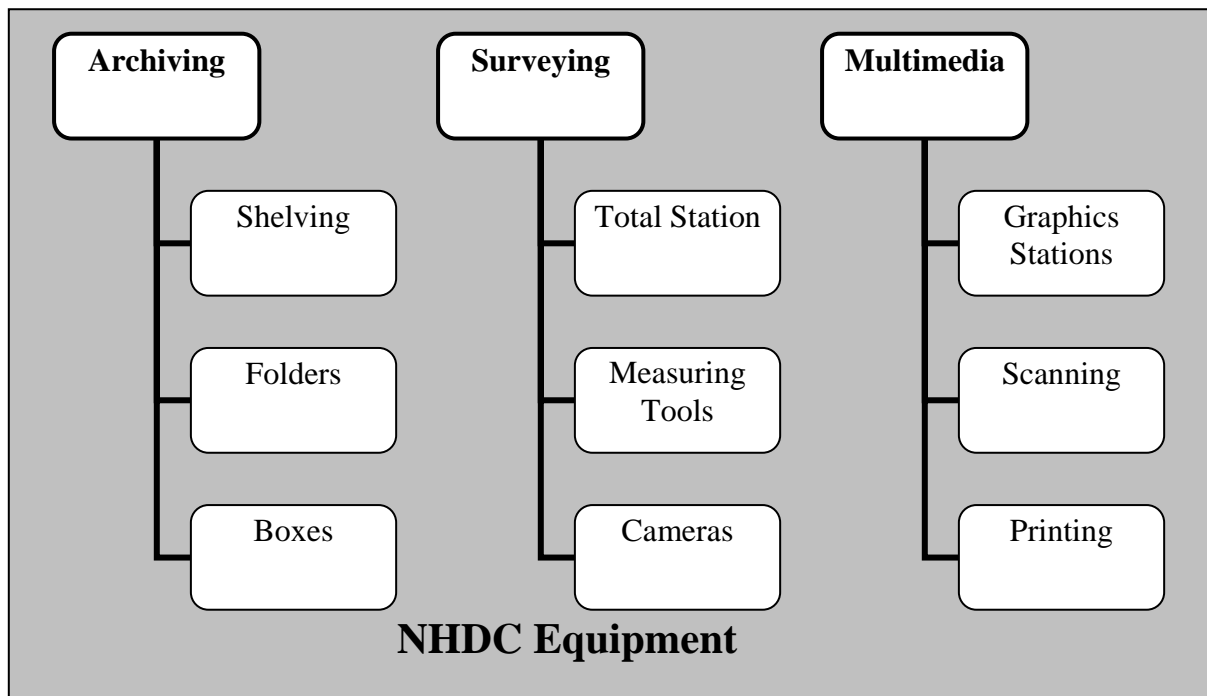 Archiving
Shelving
Folders
Boxes
Surveying
Total Station
Measuring
Tools
Cameras
Multimedia
Graphics
Stations
Scanning
Printing
NHDC Equipment